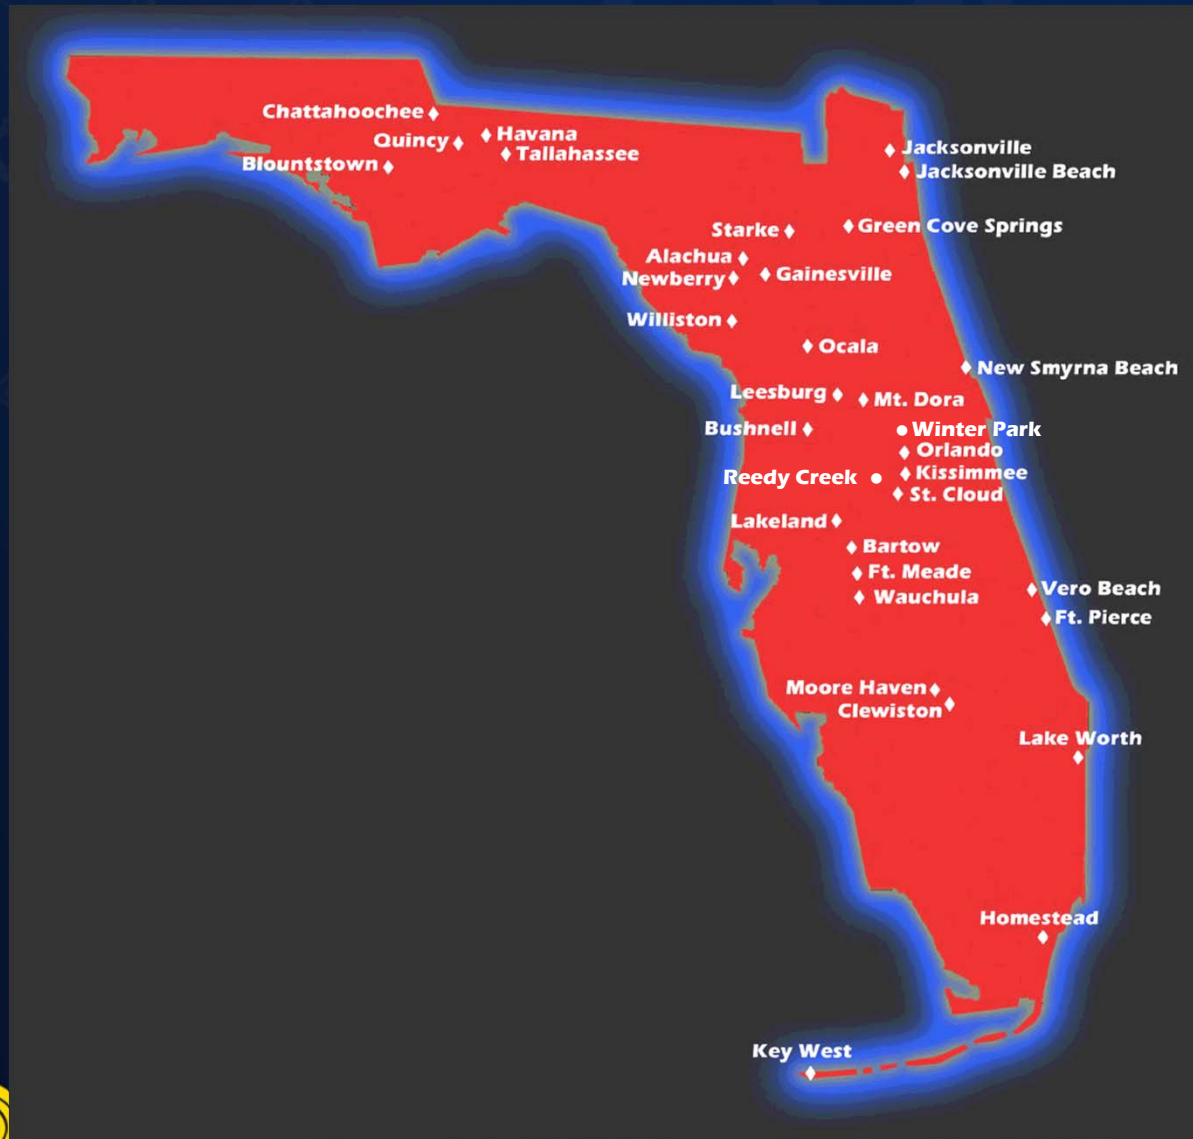 Chattahoochee
Havana
Quincy
Tallahassee
Blountstown
Jacksonville
Jacksonville Beach
Starke
Green Cove Springs
Alachua
Newberry
Gainesville
Williston
Ocala
New Smyrna Beach
Leesburg
Mt. Dora
Bushnell
Winter Park
Orlando
Reedy Creek
Kissimmee
St. Cloud
Lakeland
Bartow
Ft. Meade
Vero Beach
Wauchula
Ft. Pierce
Moore Haven
Clewiston
Lake Worth
Homestead
Key West